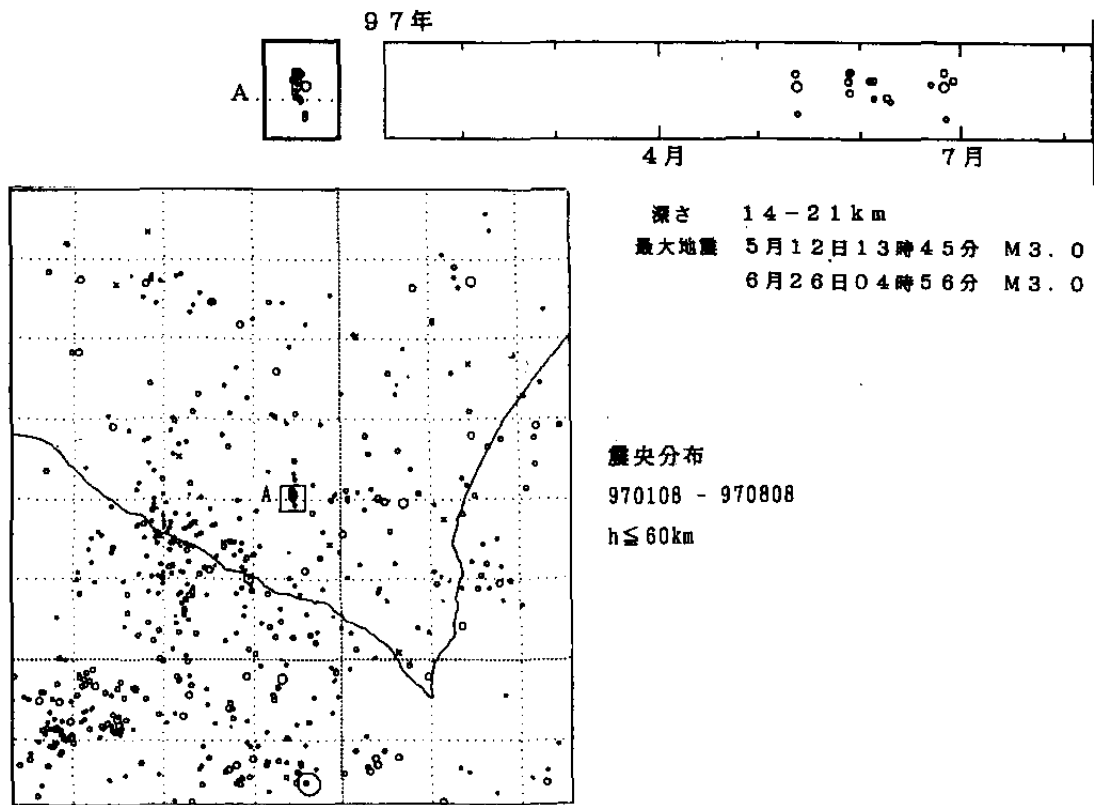 ９７年
A
４月 ７月
深さ １４－２１ｋｍ
最大地震 ５月１２日１３時４５分 Ｍ３．０
６月２６日０４時５６分 Ｍ３．０
A
震央分布
970108 - 970808
h≦60km